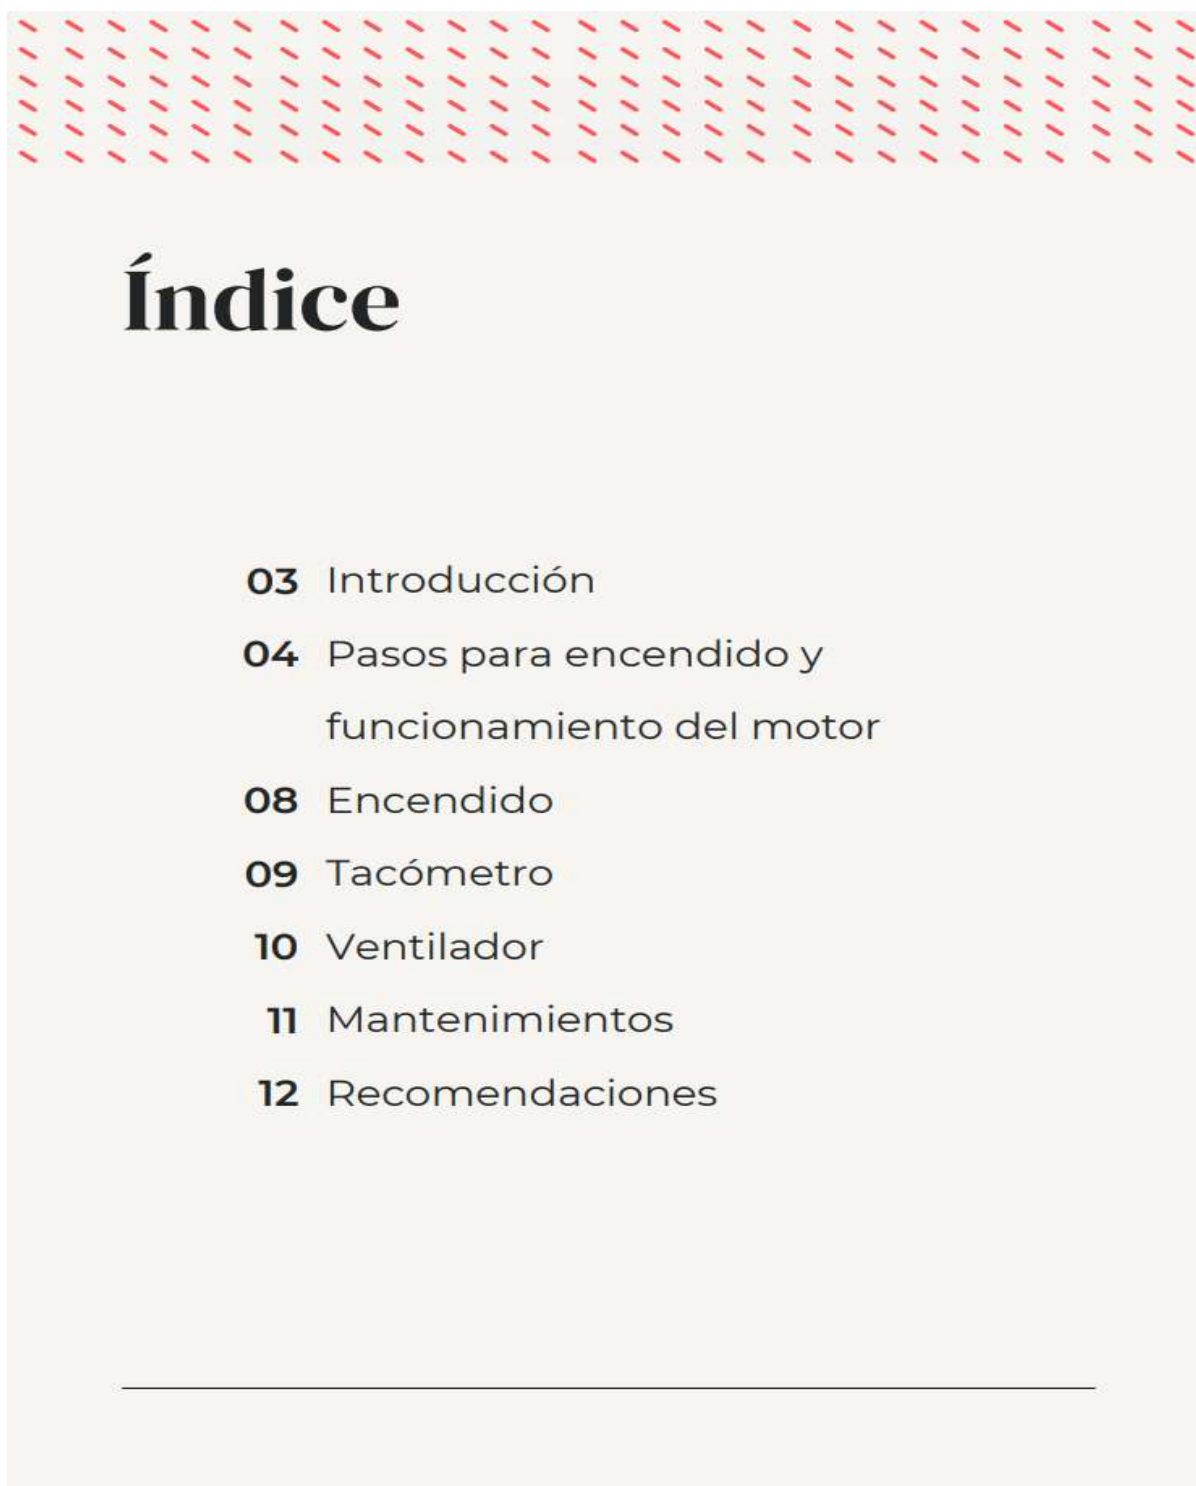 Índice
03 Introducción
04 Pasos para encendido y
funcionamiento del motor
08 Encendido
09 Tacómetro
10 Ventilador
11 Mantenimientos
12 Recomendaciones